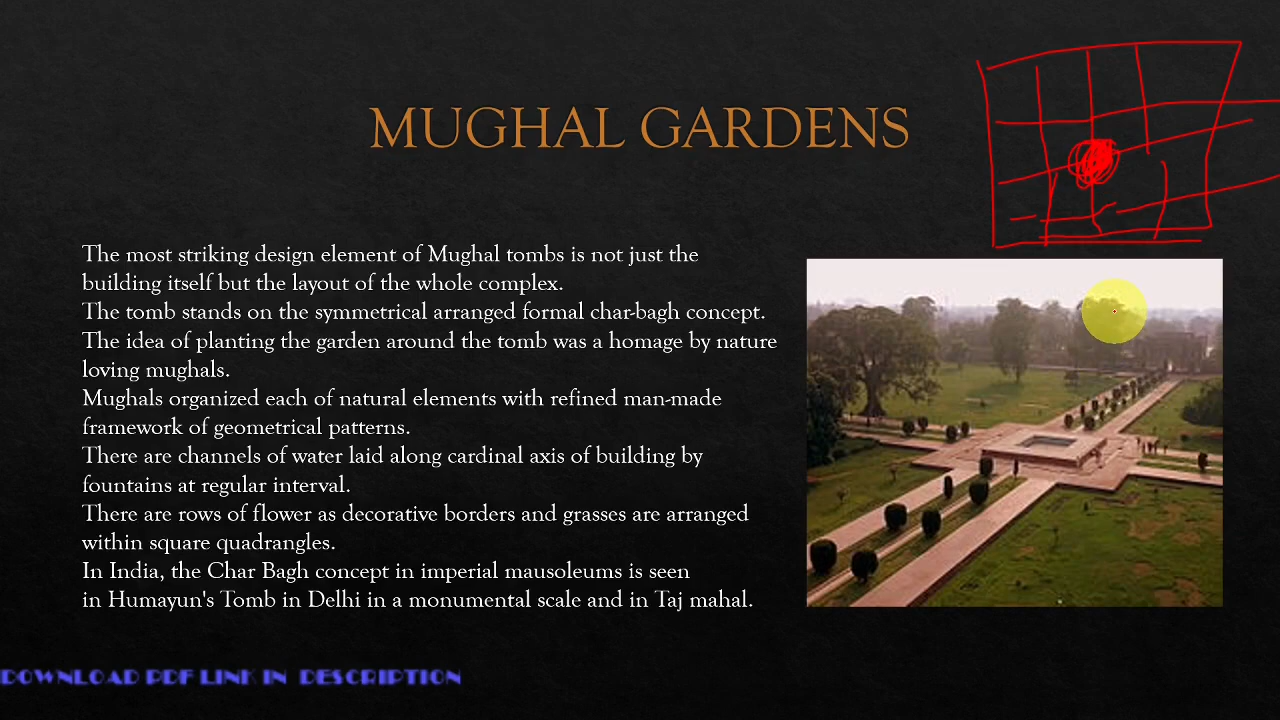 MUGHAL GARDENS
The most striking design element of Mughal tombs is not just the
building itself but the layout of the whole complex.
The tomb stands on the symmetrical arranged formal char-bagh concept.
The idea of planting the garden around the tomb was a homage by nature
loving mughals.
Mughals organized each of natural elements with refined man-made
framework of geometrical patterns.
There are channels of water laid along cardinal axis of building by
fountains at regular interval.
There are rows of flower as decorative borders and grasses are arranged
within square quadrangles.
In India, the Char Bagh concept in imperial mausoleums is seen
in Humayun's Tomb in Delhi in a monumental scale and in Taj mahal.
DOWNLOAD PDF LINK IN DESCRIPTION